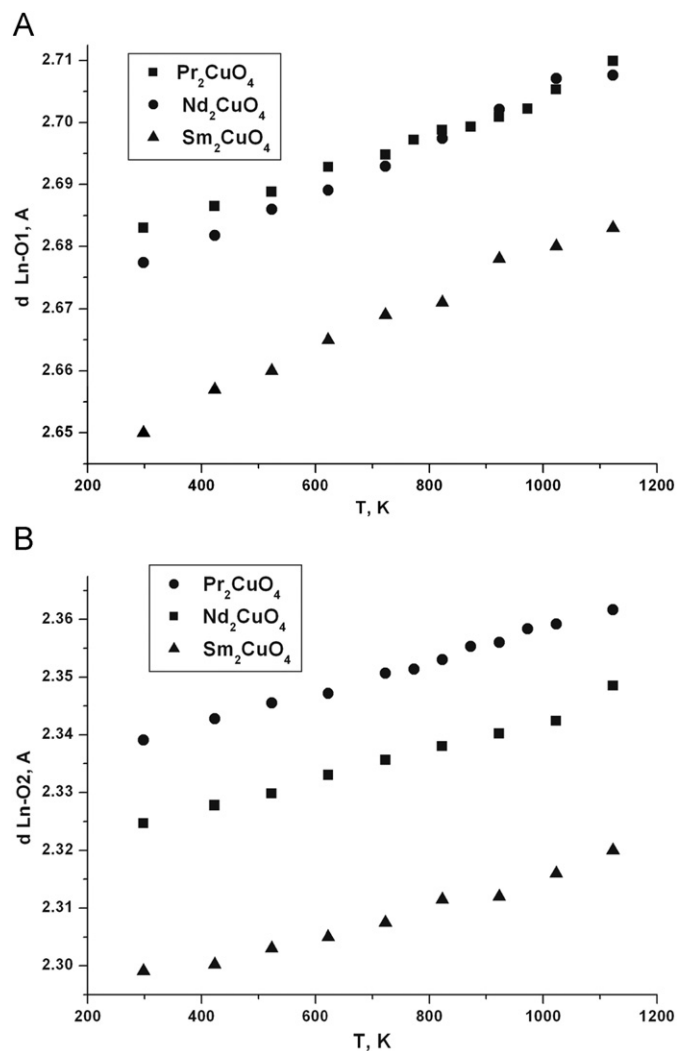 A
2.71
2.70
2.69
2.68
2.67
2.66
2.65
d Ln-O1, A
Pr₂CuO₄
Nd₂CuO₄
Sm₂CuO₄
200 400 600 800 1000 1200
T, K
B
2.36
2.35
2.34
2.33
2.32
2.31
2.30
d Ln-O2, A
Pr₂CuO₄
Nd₂CuO₄
Sm₂CuO₄
200 400 600 800 1000 1200
T, K